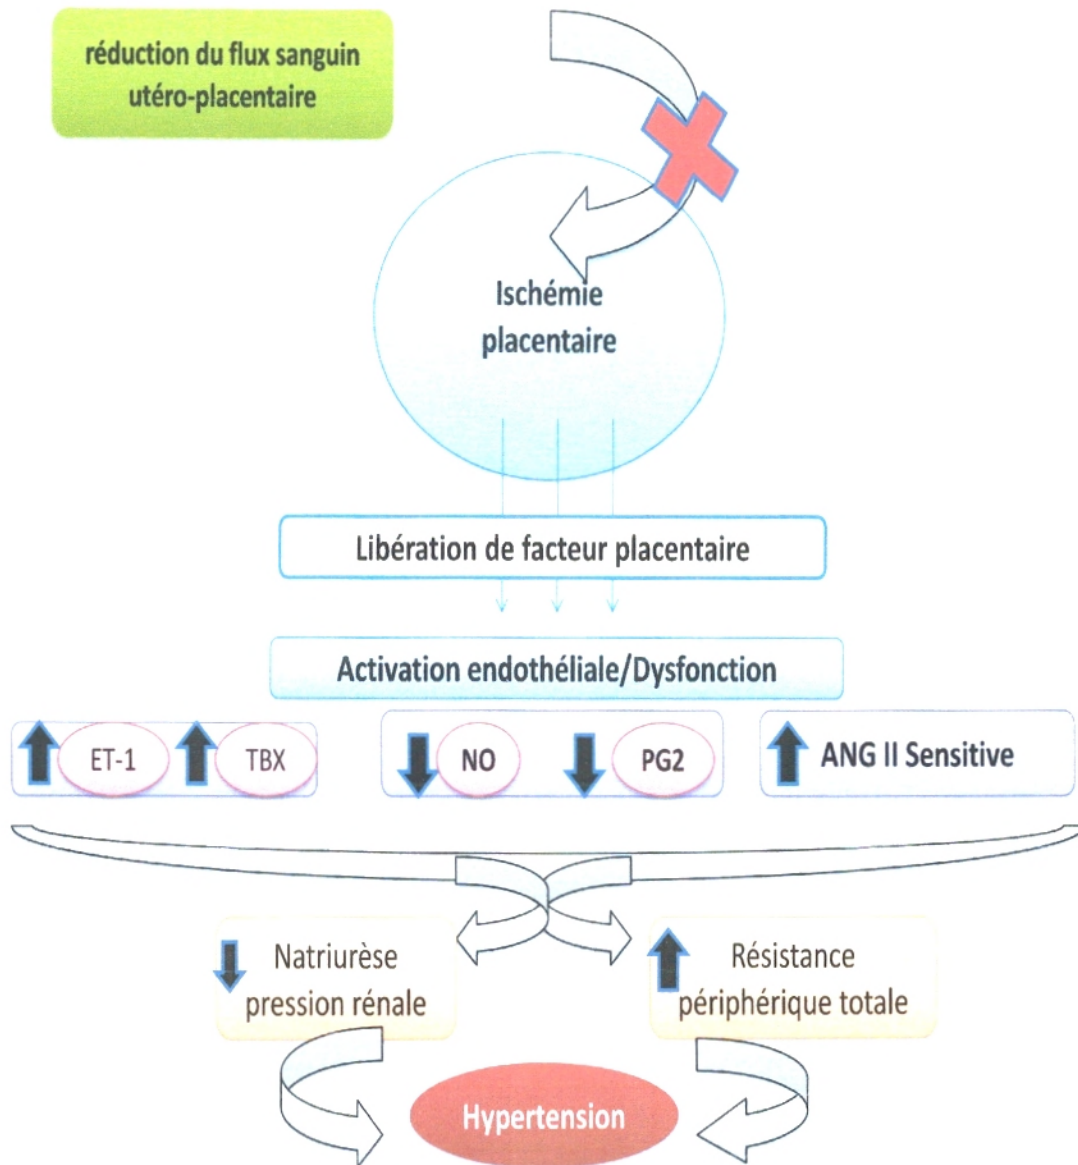 réduction du flux sanguin
utéro-placentaire
Ischémie
placentaire
Libération de facteur placentaire
Activation endothéliale/Dysfonction
ET-1 TBX NO PG2 ANG II Sensitive
Natriurèse
pression rénale
Résistance
périphérique totale
Hypertension